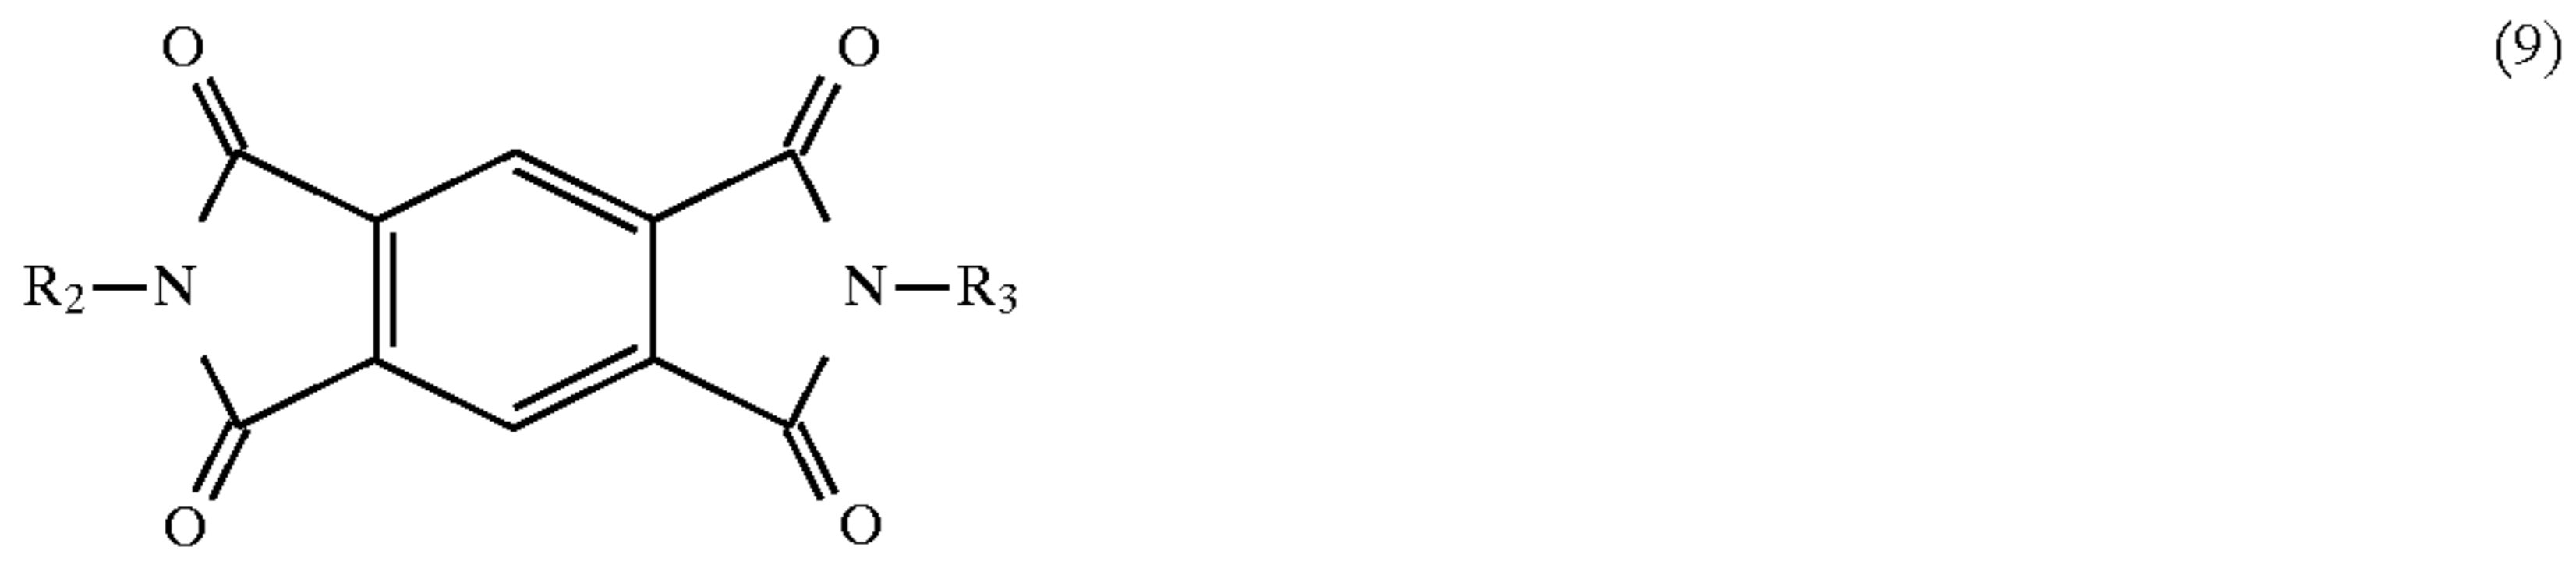 O O (9)
R₂—N N—R₃
O O